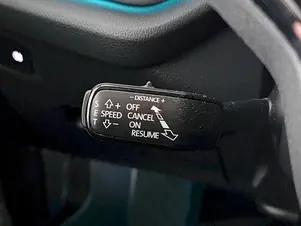 - DISTANCE +
SET
+ OFF
SPEED CANCEL
- ON
RESUME